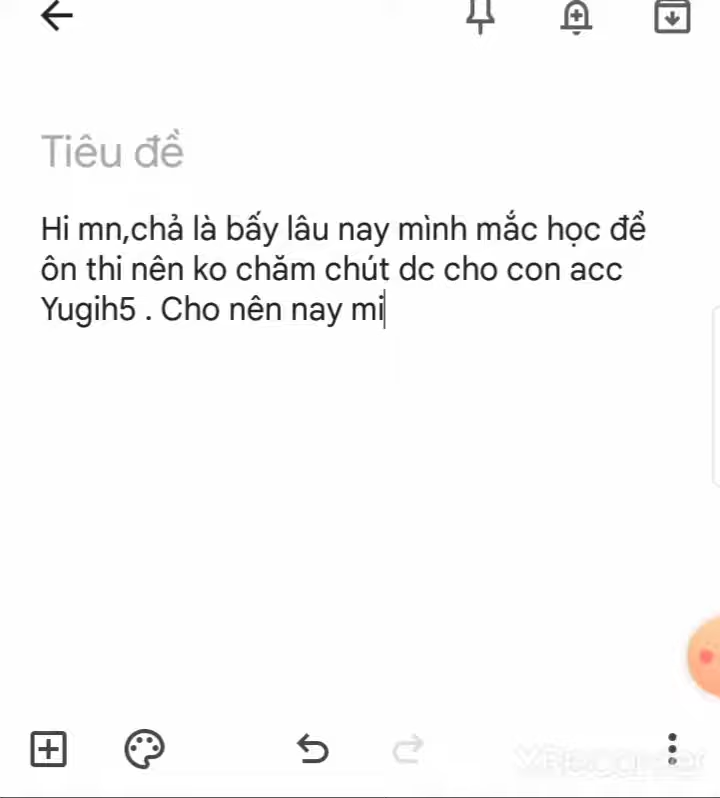 Tiêu đề
Hi mn,chả là bấy lâu nay mình mắc học để
ôn thi nên ko chăm chút dc cho con acc
Yugih5 . Cho nên nay mi